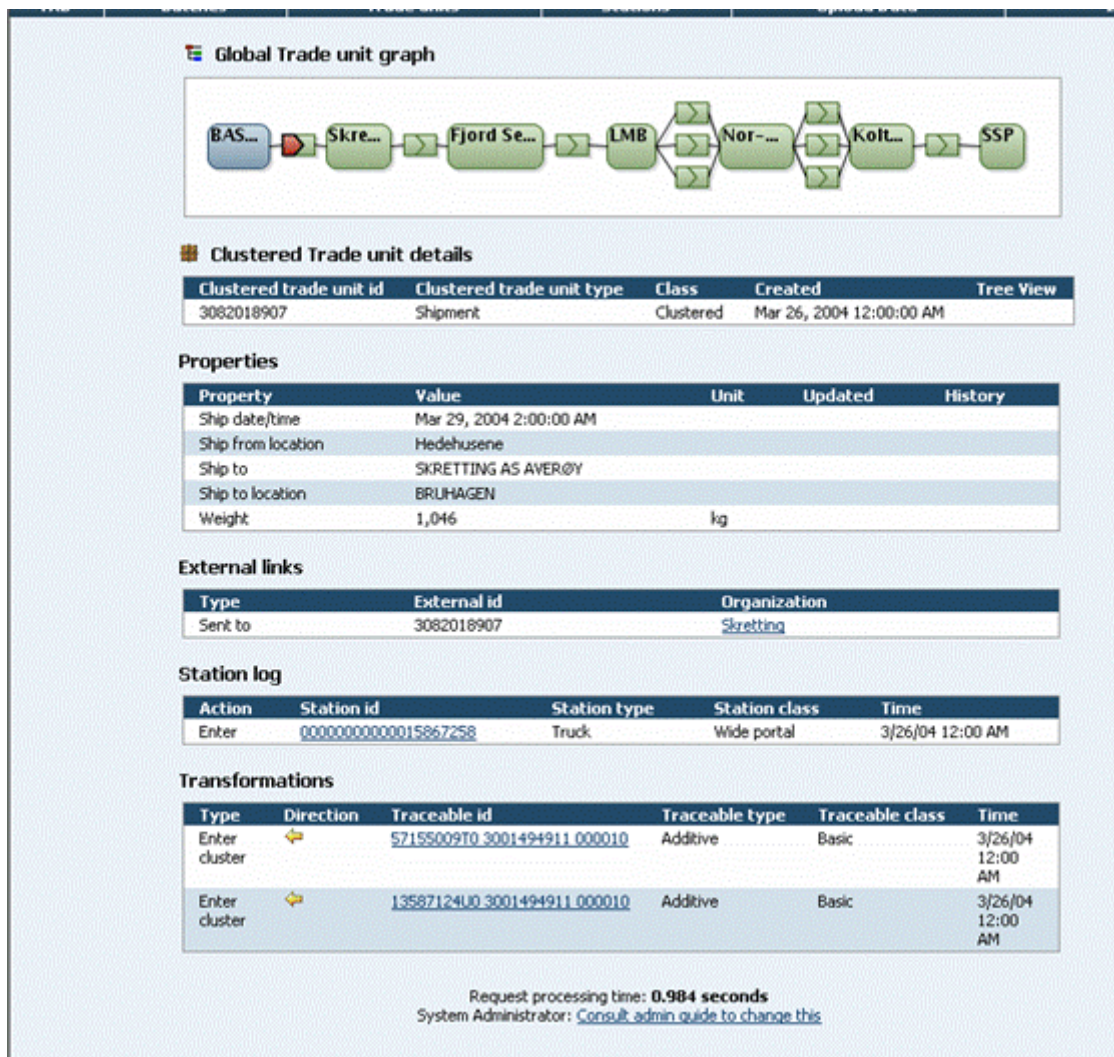 Global Trade unit graph
BAS... Skre... Fjord Se... LMB Nor-... Kolt... SSP
Clustered Trade unit details
Clustered trade unit id Clustered trade unit type Class Created Tree View
3082018907 Shipment Clustered Mar 26, 2004 12:00:00 AM
Properties
Property Value Unit Updated History
Ship date/time Mar 29, 2004 2:00:00 AM
Ship from location Hedehusene
Ship to SKRETTING AS AVERØY
Ship to location BRUHAGEN
Weight 1,046 kg
External links
Type External id Organization
Sent to 3082018907 Skretting
Station log
Action Station id Station type Station class Time
Enter 00000000000015867258 Truck Wide portal 3/26/04 12:00 AM
Transformations
Type Direction Traceable id Traceable type Traceable class Time
Enter 57155009T0 3001494911 000010 Additive Basic 3/26/04
cluster 12:00
AM
Enter 13587124U0 3001494911 000010 Additive Basic 3/26/04
cluster 12:00
AM
Request processing time: 0.984 seconds
System Administrator: Consult admin guide to change this